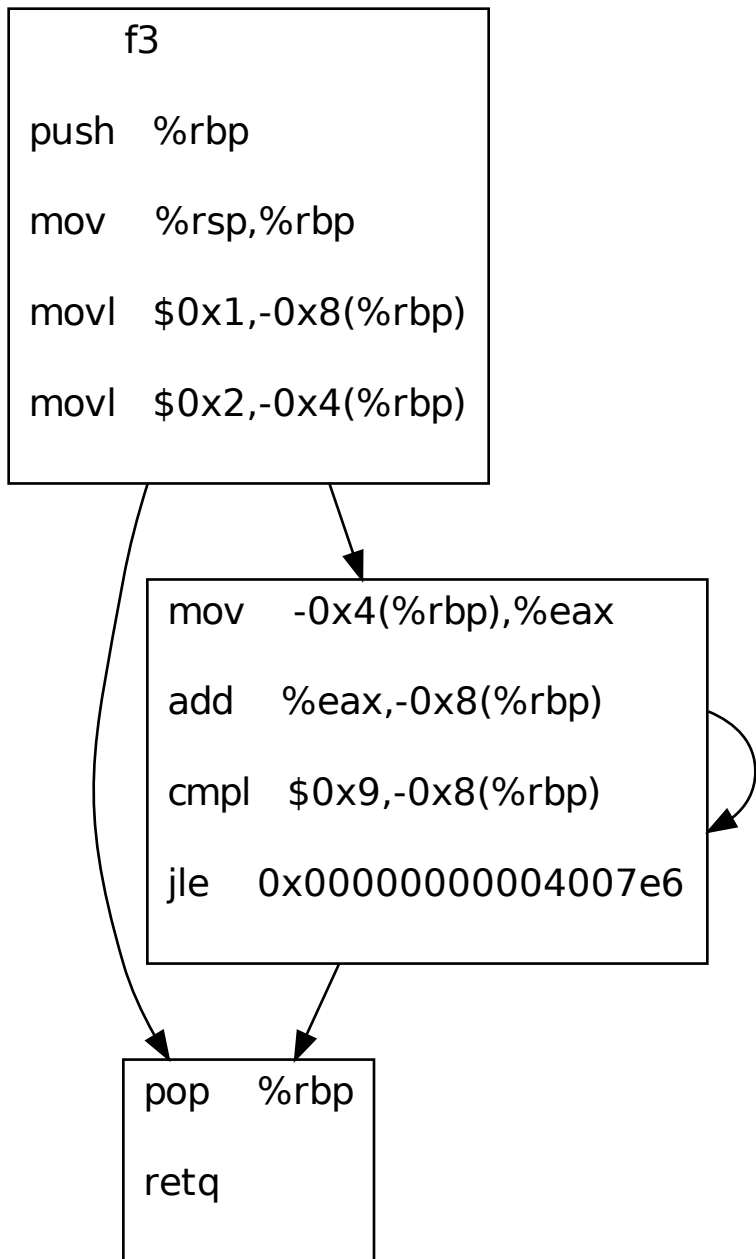 f3
push %rbp
mov %rsp,%rbp
movl $0x1,-0x8(%rbp)
movl $0x2,-0x4(%rbp)
mov -0x4(%rbp),%eax
add %eax,-0x8(%rbp)
cmpl $0x9,-0x8(%rbp)
jle 0x00000000004007e6
pop %rbp
retq